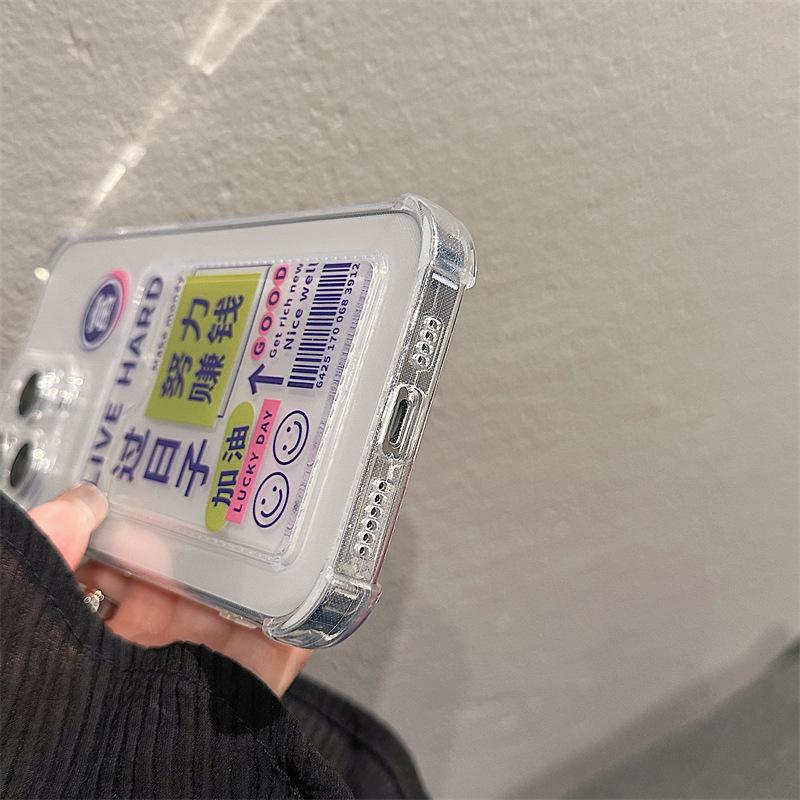 LIVE HARD
Make money
努力
赚钱
过日子
GOOD
Get rich new
Nice well
6425 170 068 3912
加油
LUCKY DAY